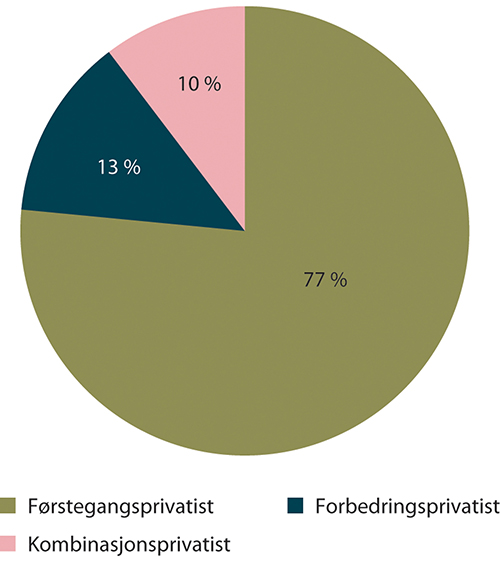 10 %
13 %
77 %
Førstegangsprivatist
Forbedringsprivatist
Kombinasjonsprivatist